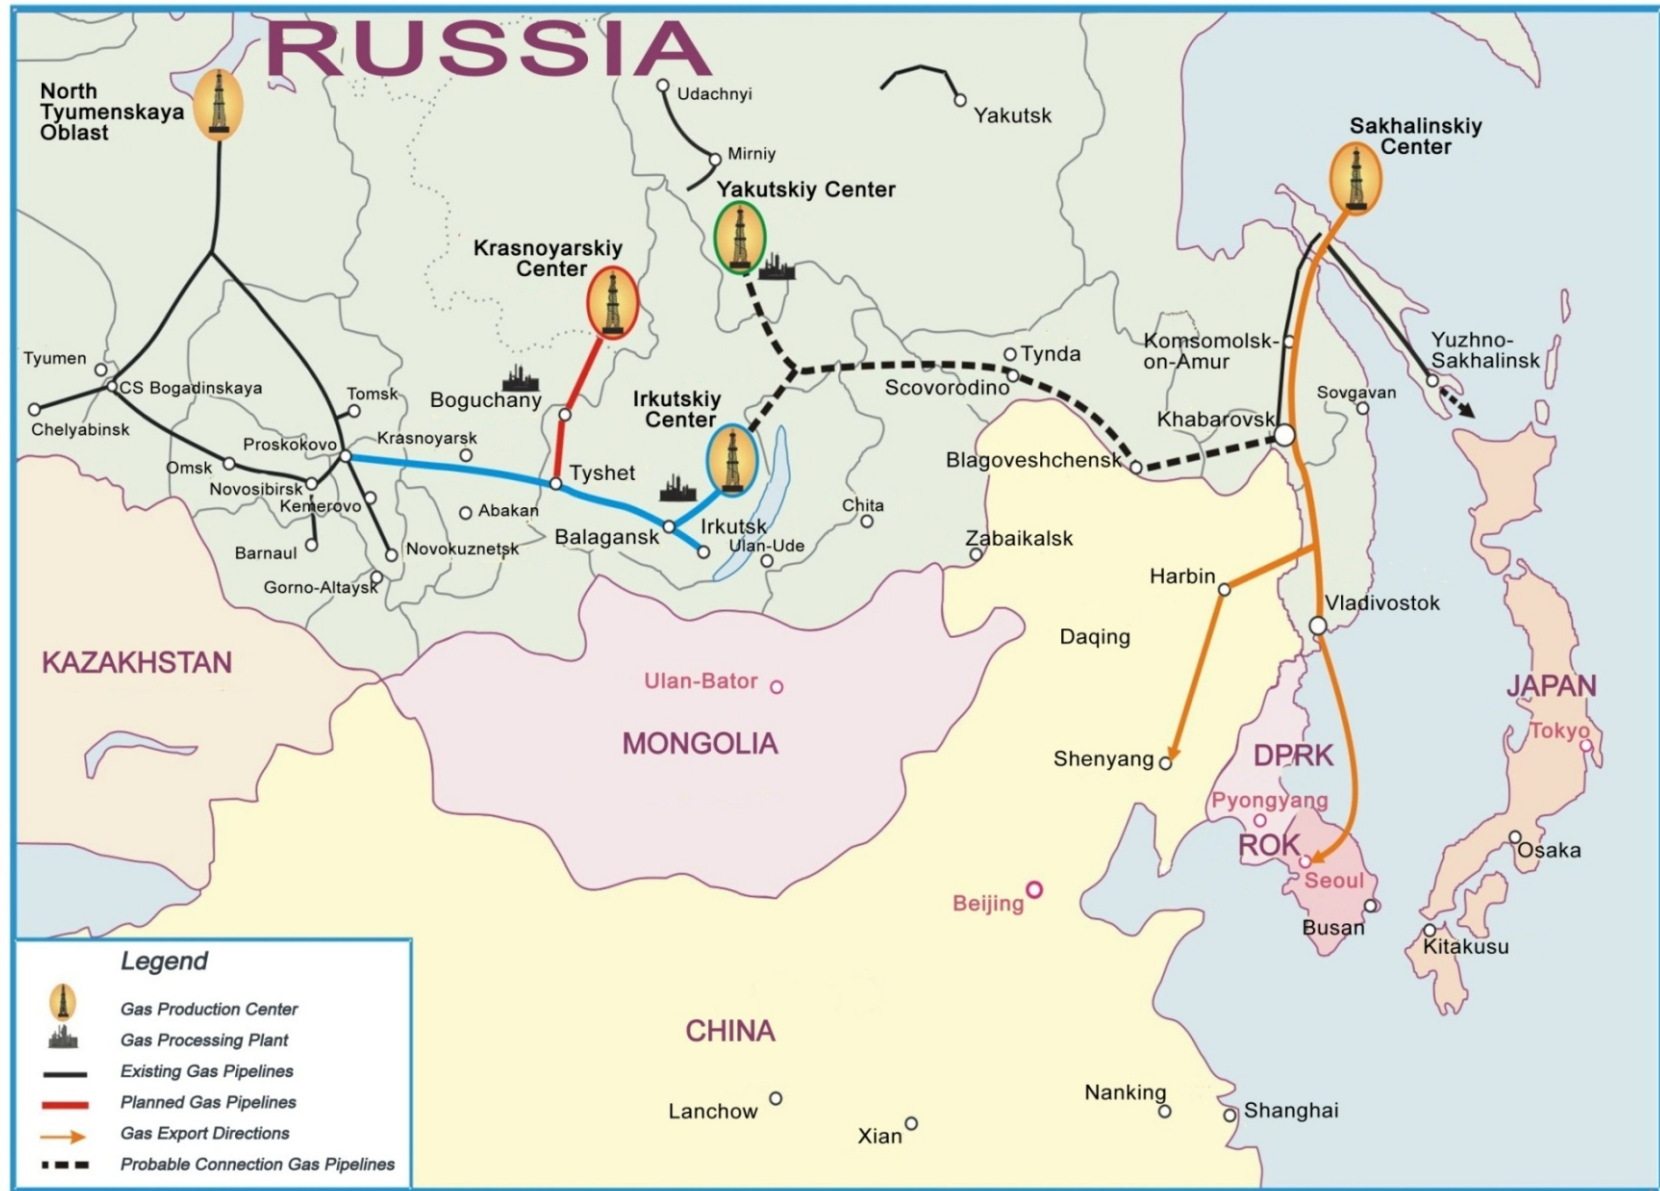 RUSSIA
North
Tyumenskaya
Oblast
Udachnyi
Yakutsk
Mirniy
Sakhalinskiy
Center
Yakutskiy Center
Krasnoyarskiy
Center
Tyumen
CS Bogadinskaya
Chelyabinsk
Tomsk
Boguchany
Irkutskiy
Center
Tynda
Scovorodino
Komsomolsk-
on-Amur
Yuzhno-
Sakhalinsk
Sovgavan
Khabarovsk
Proskokovo
Krasnoyarsk
Omsk
Novosibirsk
Kemerovo
Tyshet
Blagoveshchensk
Abakan
Barnaul
Novokuznetsk
Gorno-Altaysk
Balagansk
Irkutsk
Ulan-Ude
Chita
Zabaikalsk
Harbin
Vladivostok
Daqing
KAZAKHSTAN
Ulan-Bator
MONGOLIA
JAPAN
Tokyo
Shenyang
DPRK
Pyongyang
ROK
Seoul
Osaka
Beijing
Busan
Kitakusu
CHINA
Lanchow
Xian
Nanking
Shanghai
Legend
Gas Production Center
Gas Processing Plant
Existing Gas Pipelines
Planned Gas Pipelines
Gas Export Directions
Probable Connection Gas Pipelines